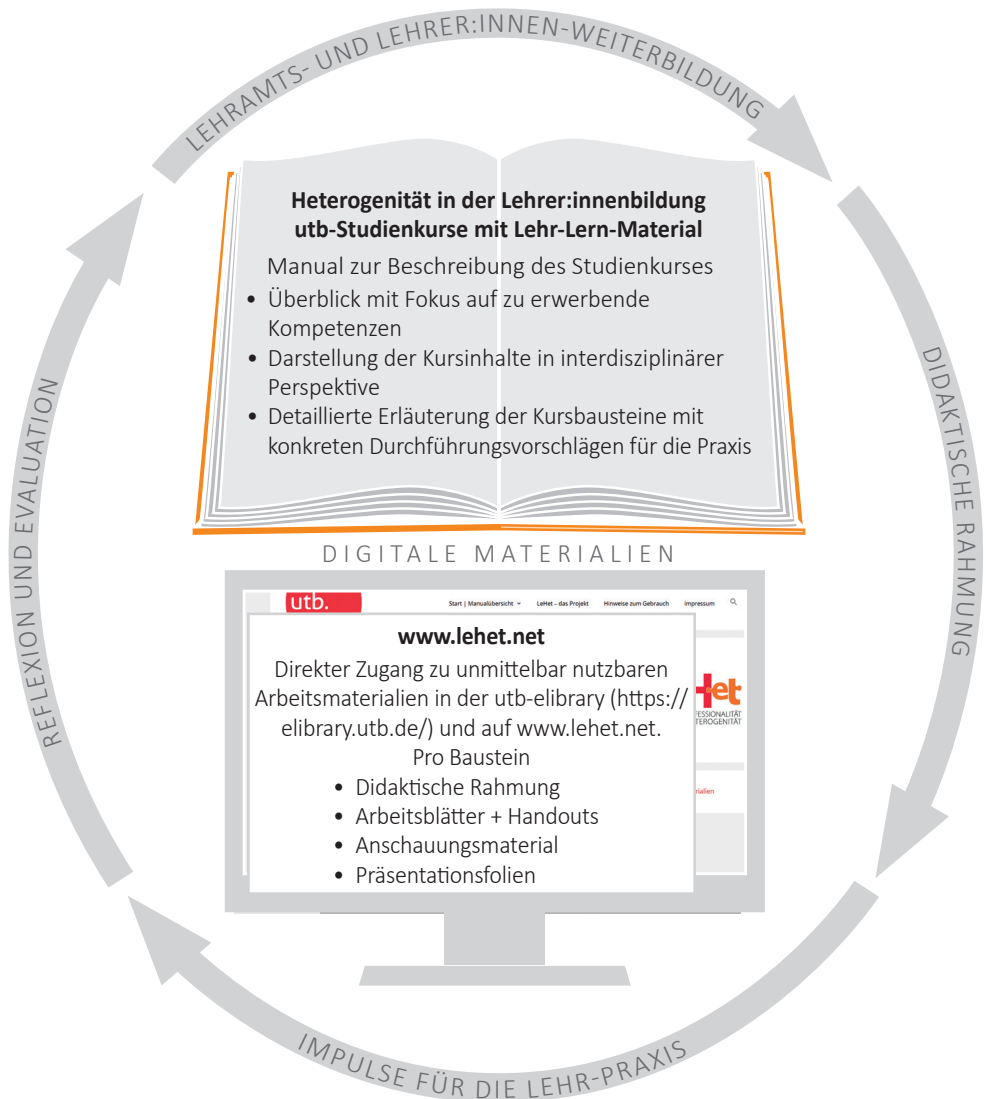 LEHRAMTS- UND LEHRER:INNEN-WEITERBILDUNG
Heterogenität in der Lehrer:innenbildung
utb-Studienkurse mit Lehr-Lern-Material
Manual zur Beschreibung des Studienkurses
• Überblick mit Fokus auf zu erwerbende
Kompetenzen
• Darstellung der Kursinhalte in interdisziplinärer
Perspektive
• Detaillierte Erläuterung der Kursbausteine mit
konkreten Durchführungsvorschlägen für die Praxis
DIDAKTISCHE RAHMUNG
REFLEXION UND EVALUATION
DIGITALE MATERIALIEN
utb.
Start | Manualübersicht
LeHet – das Projekt
Hinweise zum Gebrauch
Impressum
www.lehet.net
Direkter Zugang zu unmittelbar nutzbaren
Arbeitsmaterialien in der utb-elibrary (https://
elibrary.utb.de/) und auf www.lehet.net.
Pro Baustein
• Didaktische Rahmung
• Arbeitsblätter + Handouts
• Anschauungsmaterial
• Präsentationsfolien
et
FESSIONALITÄT
TEROGENITÄT
rialien
IMPULSE FÜR DIE LEHR-PRAXIS